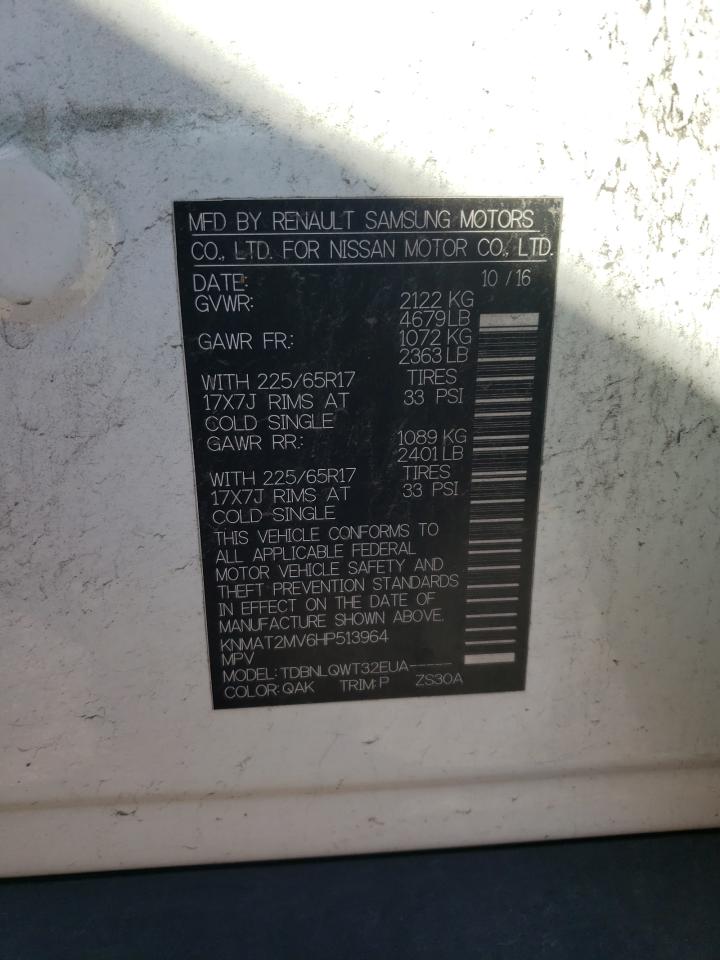 MFD BY RENAULT SAMSUNG MOTORS
CO., LTD. FOR NISSAN MOTOR CO., LTD.
DATE: 10 / 16
GVWR: 2122 KG
4679 LB
GAWR FR.: 1072 KG
2363 LB
WITH 225/65R17 TIRES
17X7J RIMS AT 33 PSI
COLD SINGLE
GAWR RR.: 1089 KG
2401 LB
WITH 225/65R17 TIRES
17X7J RIMS AT 33 PSI
COLD SINGLE
THIS VEHICLE CONFORMS TO
ALL APPLICABLE FEDERAL
MOTOR VEHICLE SAFETY AND
THEFT PREVENTION STANDARDS
IN EFFECT ON THE DATE OF
MANUFACTURE SHOWN ABOVE.
KNMAT2MV6HP513964
MPV
MODEL: TDBNLQWT32EUA-----
COLOR: QAK TRIM: P ZS30A